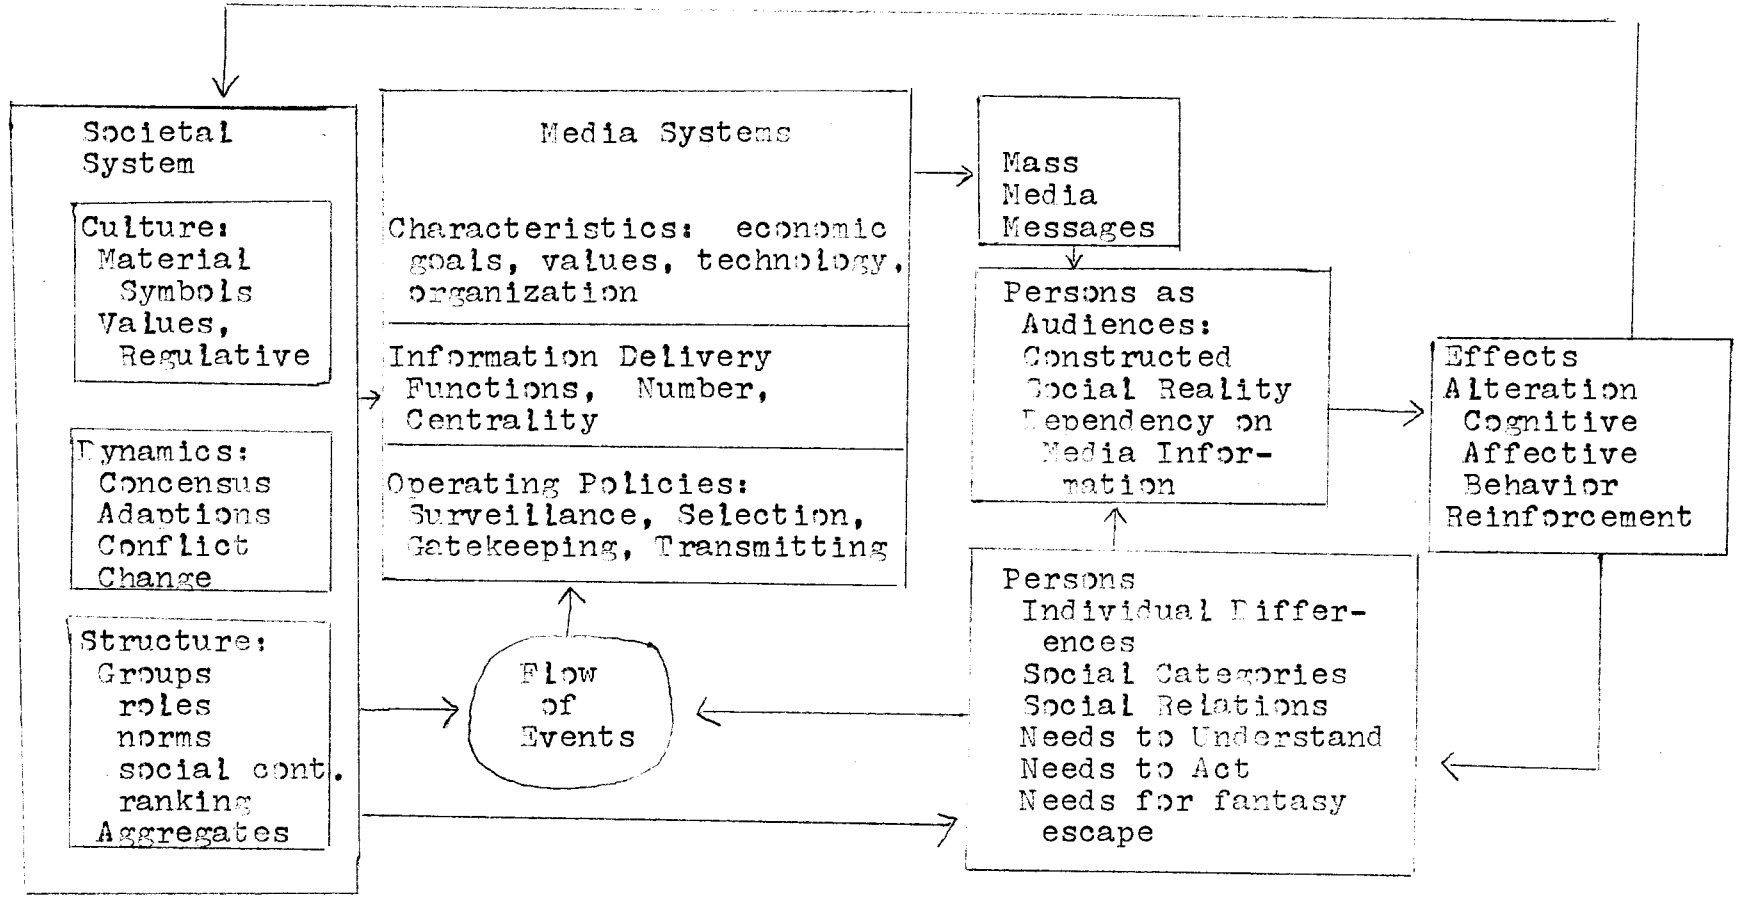 Societal
System
Culture:
Material
Symbols
Values,
Regulative
Dynamics:
Concensus
Adaptions
Conflict
Change
Structure:
Groups
roles
norms
social cont.
ranking
Aggregates
Media Systems
Characteristics: economic
goals, values, technology,
organization
Information Delivery
Functions, Number,
Centrality
Operating Policies:
Surveillance, Selection,
Gatekeeping, Transmitting
Flow
of
Events
Mass
Media
Messages
Persons as
Audiences:
Constructed
Social Reality
Dependency on
Media Infor-
mation
Persons
Individual Differ-
ences
Social Categories
Social Relations
Needs to Understand
Needs to Act
Needs for fantasy
escape
Effects
Alteration
Cognitive
Affective
Behavior
Reinforcement